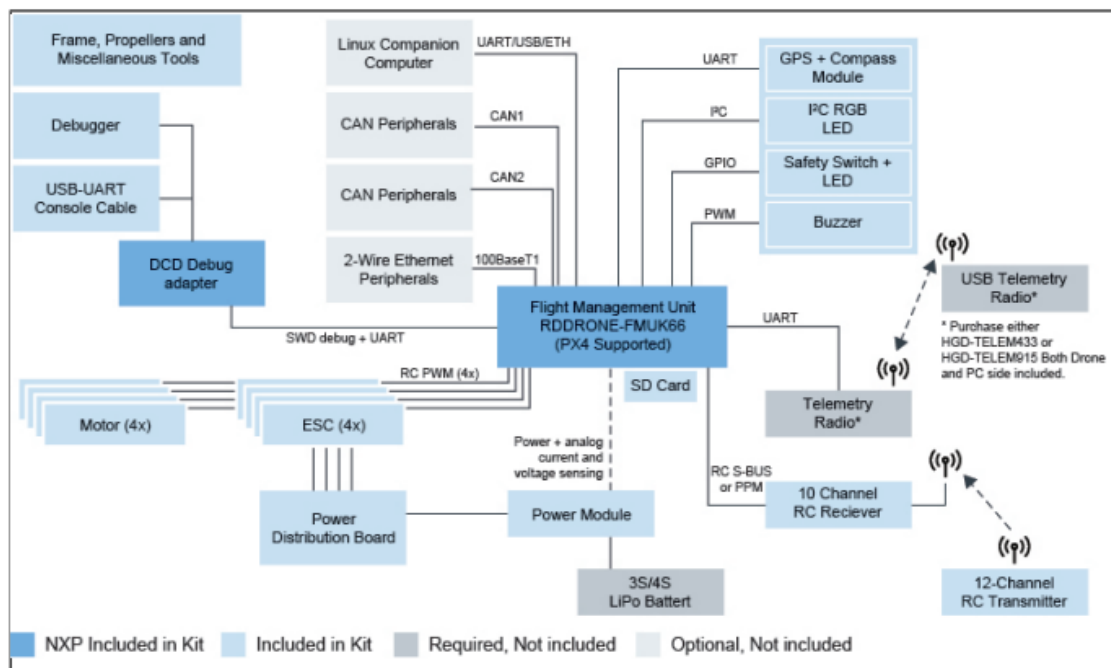 Frame, Propellers and
Miscellaneous Tools
Debugger
USB-UART
Console Cable
DCD Debug
adapter
SWD debug + UART
Linux Companion
Computer
UART/USB/ETH
CAN Peripherals
CAN1
CAN Peripherals
CAN2
2-Wire Ethernet
Peripherals
100BaseT1
UART
GPS + Compass
Module
I²C
I²C RGB
LED
GPIO
Safety Switch +
LED
PWM
Buzzer
Flight Management Unit
RDDRONE-FMUK66
(PX4 Supported)
SD Card
UART
USB Telemetry
Radio*
* Purchase either
HGD-TELEM433 or
HGD-TELEM915 Both Drone
and PC side included.
Telemetry
Radio*
RC PWM (4x)
Motor (4x)
ESC (4x)
Power + analog
current and
voltage sensing
RC S-BUS
or PPM
10 Channel
RC Reciever
Power
Distribution Board
Power Module
3S/4S
LiPo Battert
12-Channel
RC Transmitter
NXP Included in Kit
Included in Kit
Required, Not included
Optional, Not included